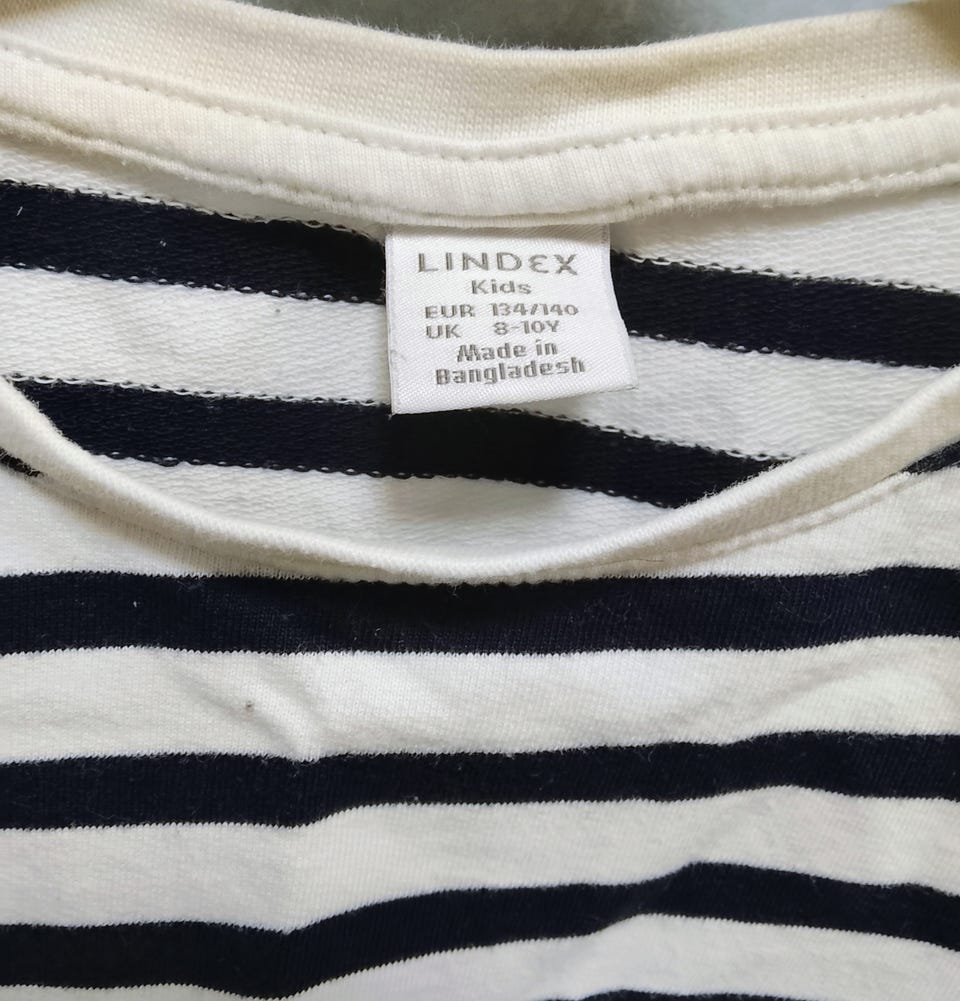 LINDEX
Kids
EUR 134/140
UK 8-10Y
Made in
Bangladesh